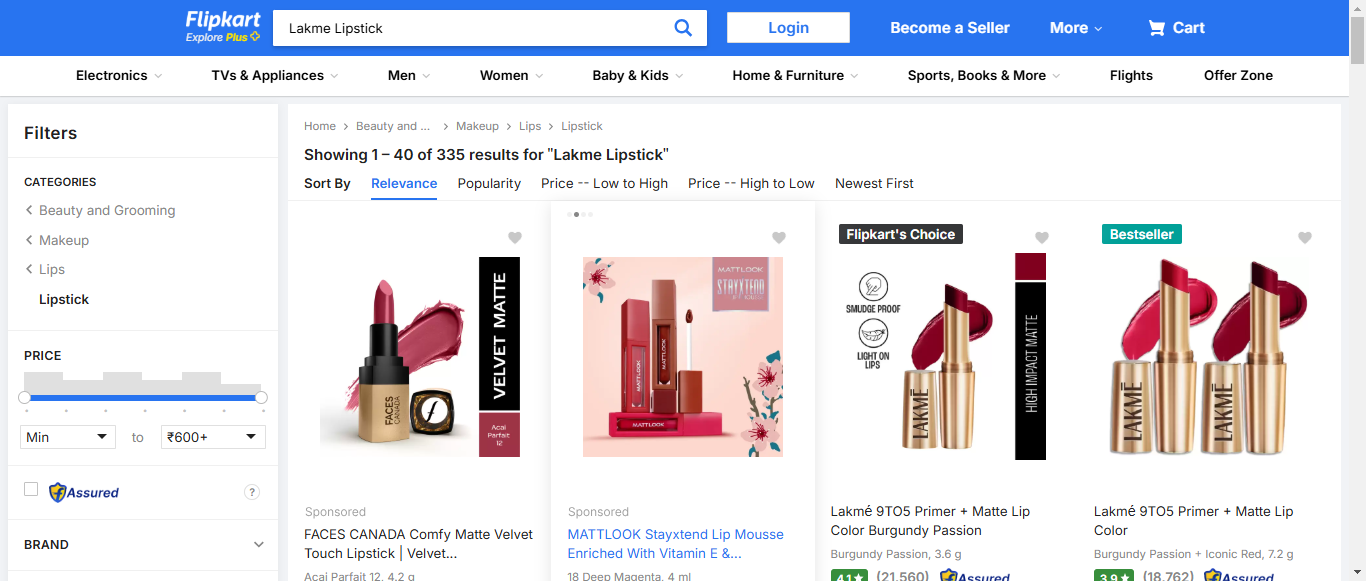 Flipkart
Explore Plus
Lakme Lipstick
Login
Become a Seller
More
Cart
Electronics
TVs & Appliances
Men
Women
Baby & Kids
Home & Furniture
Sports, Books & More
Flights
Offer Zone
Filters
CATEGORIES
Beauty and Grooming
Makeup
Lips
Lipstick
PRICE
Min
to
₹600+
Assured
?
BRAND
Home
Beauty and ...
Makeup
Lips
Lipstick
Showing 1 – 40 of 335 results for "Lakme Lipstick"
Sort By
Relevance
Popularity
Price -- Low to High
Price -- High to Low
Newest First
FACES
CANADA
f
VELVET MATTE
Acai
Parfait
12
Sponsored
FACES CANADA Comfy Matte Velvet
Touch Lipstick | Velvet...
Acai Parfait 12, 4.2 g
MATTLOOK
STAYXTEND
MATTLOOK
MATTLOOK
MATTLOOK
Sponsored
MATTLOOK Stayxtend Lip Mousse
Enriched With Vitamin E &...
18 Deep Magenta, 4 ml
Flipkart's Choice
SMUDGE PROOF
LIGHT ON
LIPS
LAKMĒ
HIGH IMPACT MATTE
Lakmé 9TO5 Primer + Matte Lip
Color Burgundy Passion
Burgundy Passion, 3.6 g
4.1★
(21,560)
Assured
Bestseller
LAKMĒ
LAKMĒ
Lakmé 9TO5 Primer + Matte Lip
Color
Burgundy Passion + Iconic Red, 7.2 g
3.9★
(18,762)
Assured